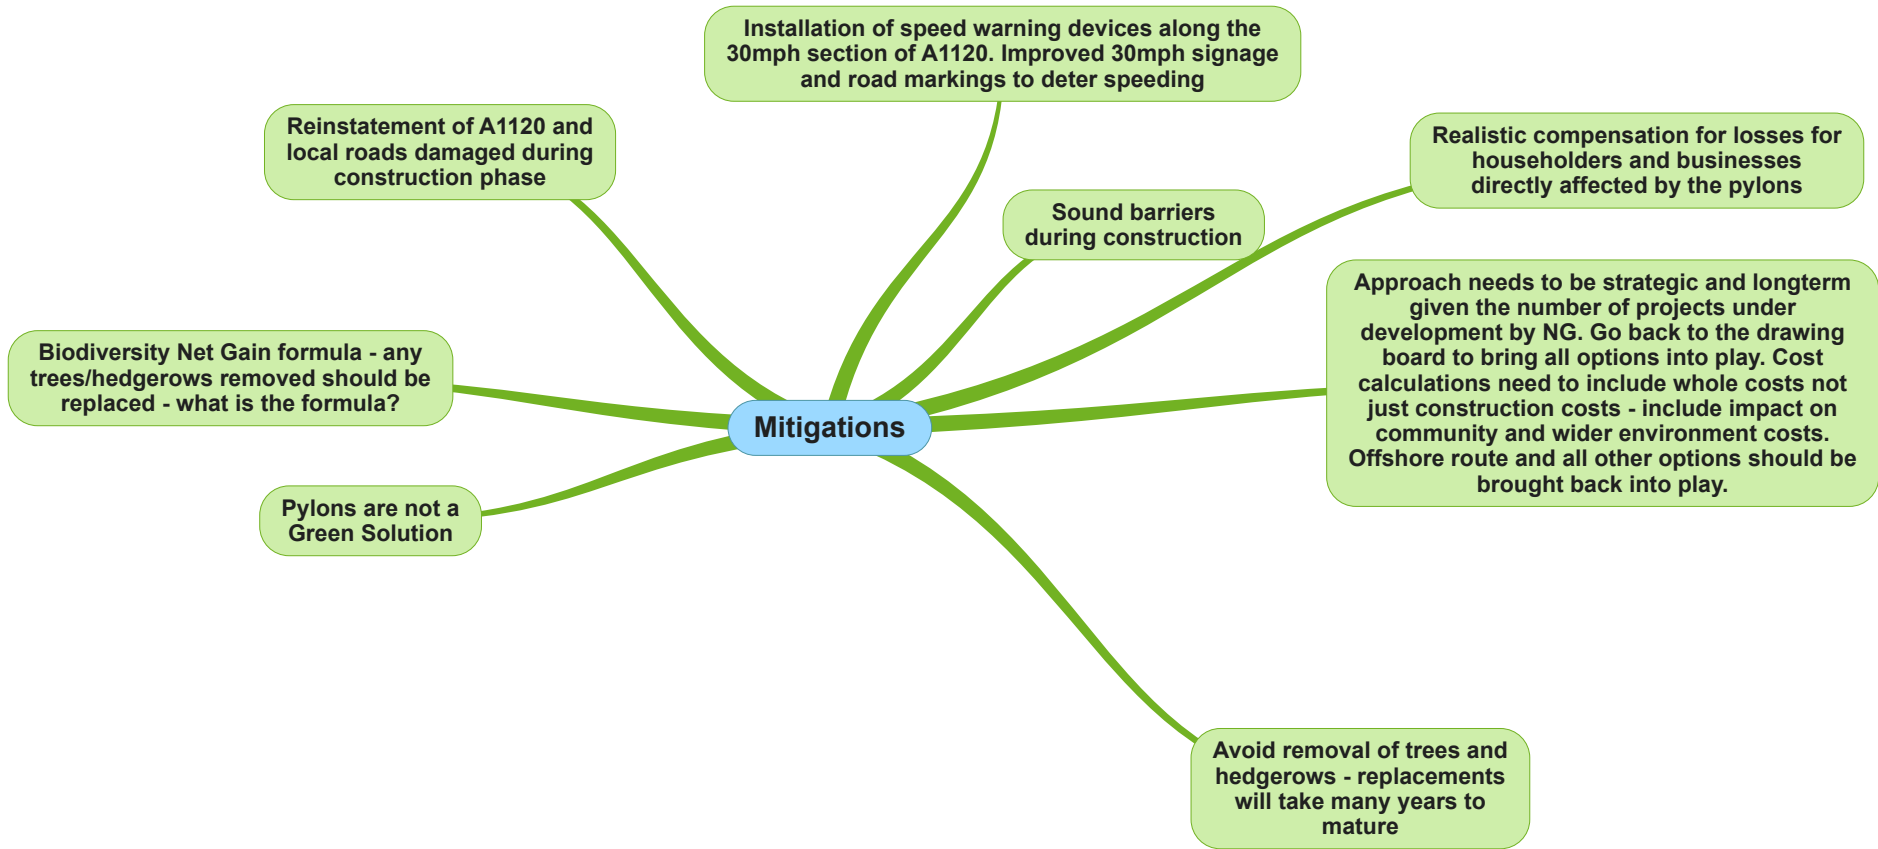 Installation of speed warning devices along the
30mph section of A1120. Improved 30mph signage
and road markings to deter speeding
Reinstatement of A1120 and
local roads damaged during
construction phase
Realistic compensation for losses for
householders and businesses
directly affected by the pylons
Sound barriers
during construction
Approach needs to be strategic and longterm
given the number of projects under
development by NG. Go back to the drawing
board to bring all options into play. Cost
calculations need to include whole costs not
just construction costs - include impact on
community and wider environment costs.
Offshore route and all other options should be
brought back into play.
Biodiversity Net Gain formula - any
trees/hedgerows removed should be
replaced - what is the formula?
Mitigations
Pylons are not a
Green Solution
Avoid removal of trees and
hedgerows - replacements
will take many years to
mature